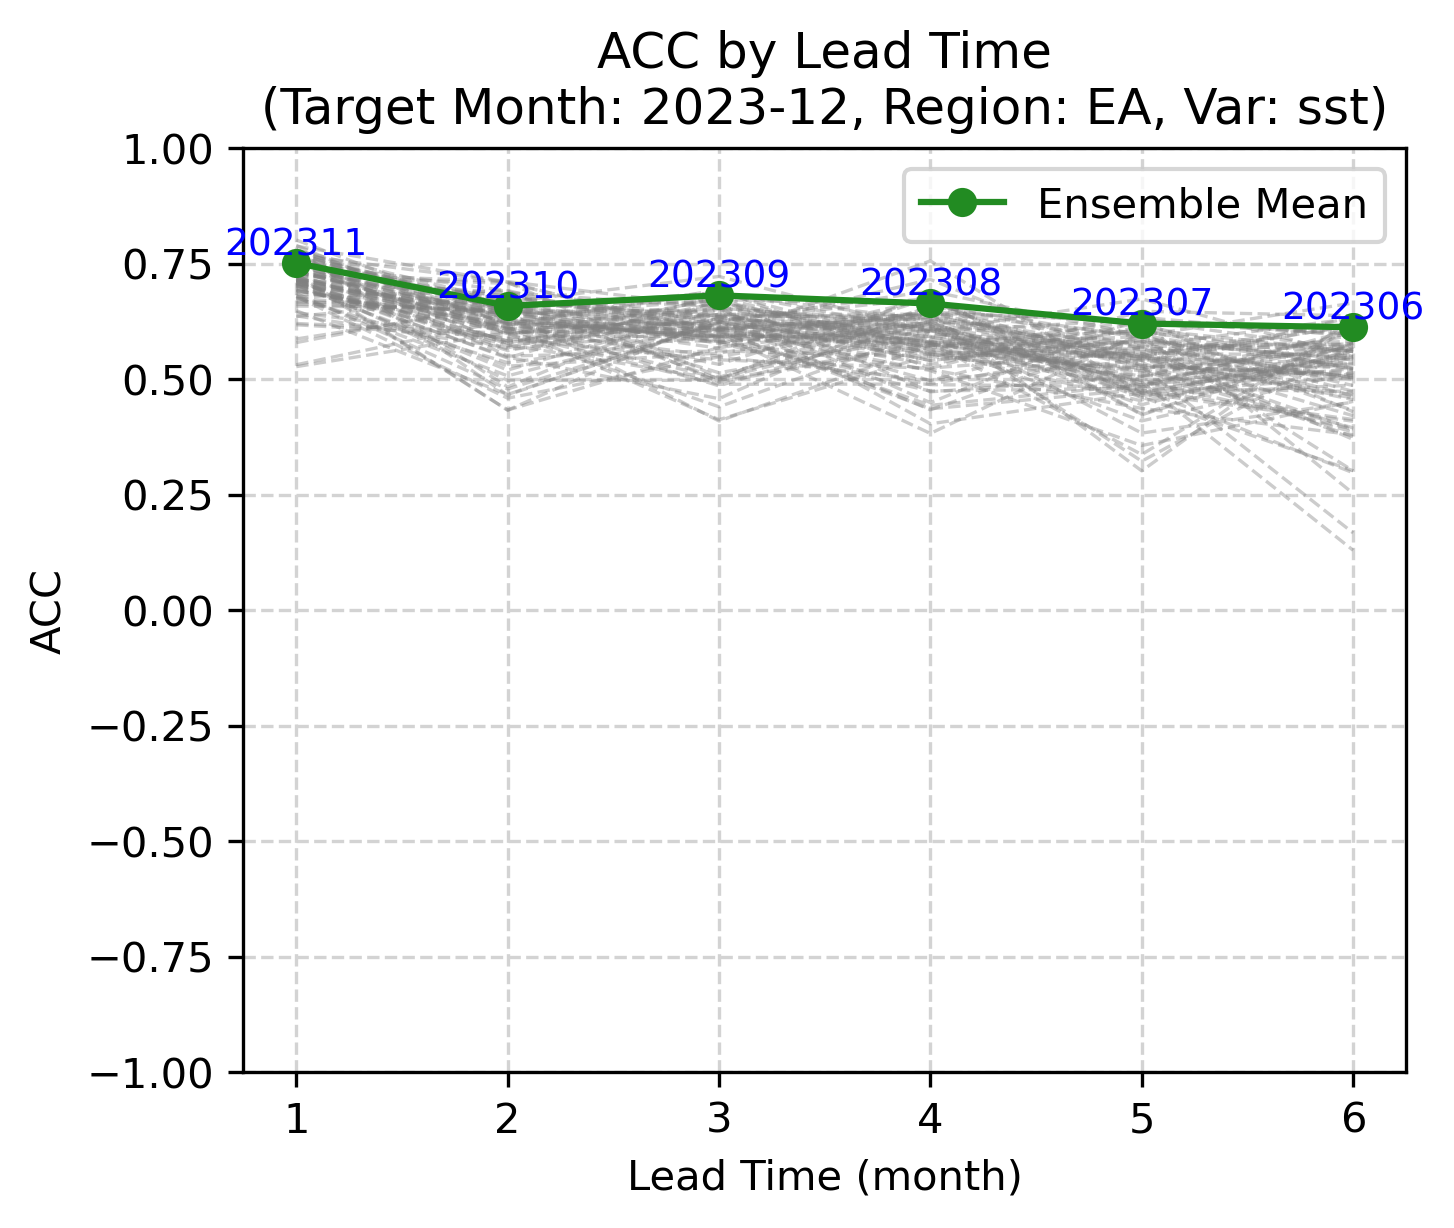 ACC by Lead Time
(Target Month: 2023-12, Region: EA, Var: sst)
Ensemble Mean
1.00
0.75
0.50
0.25
0.00
−0.25
−0.50
−0.75
−1.00
ACC
202311
202310
202309
202308
202307
202306
1 2 3 4 5 6
Lead Time (month)